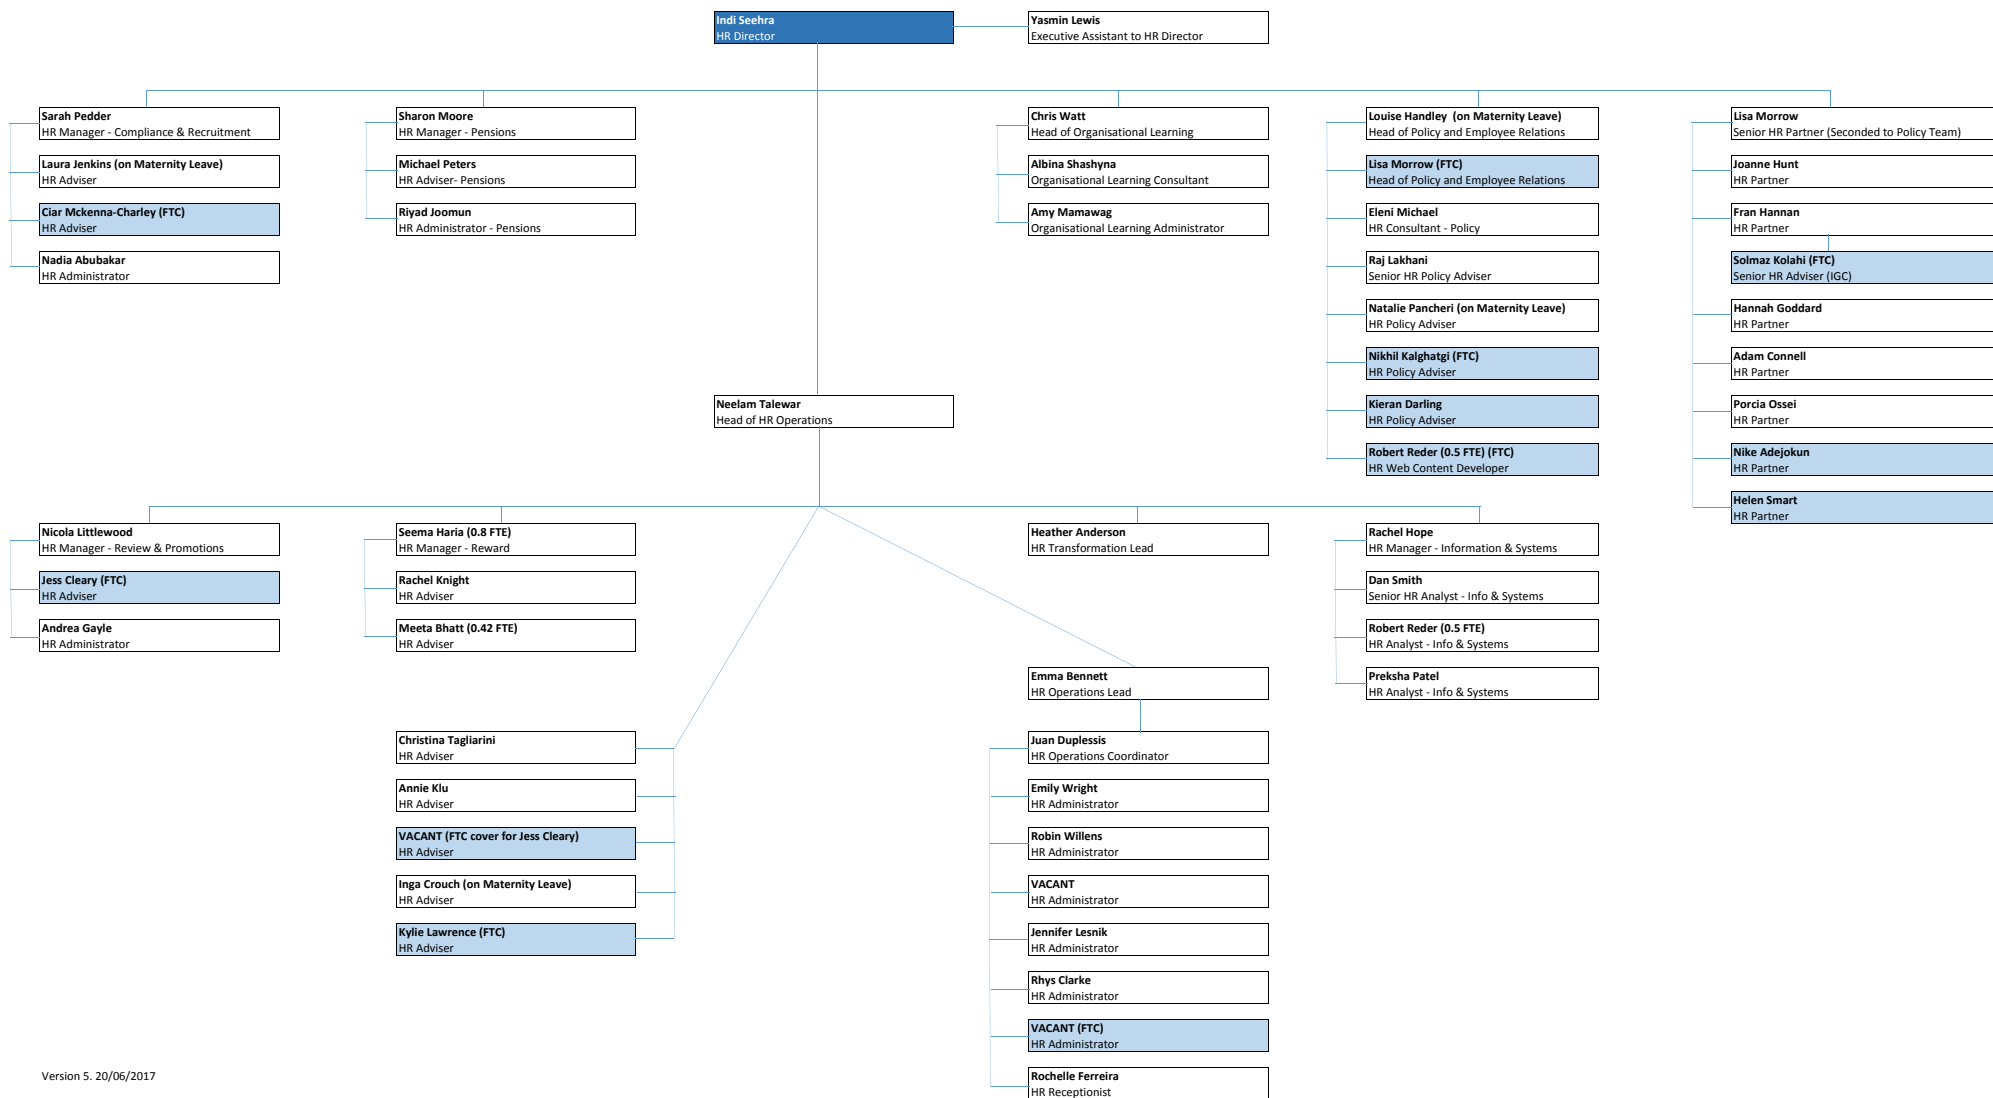 Indi Seehra
HR Director
Yasmin Lewis
Executive Assistant to HR Director
Sarah Pedder
HR Manager - Compliance & Recruitment
Laura Jenkins (on Maternity Leave)
HR Adviser
Ciar Mckenna-Charley (FTC)
HR Adviser
Nadia Abubakar
HR Administrator
Sharon Moore
HR Manager - Pensions
Michael Peters
HR Adviser- Pensions
Riyad Joomun
HR Administrator - Pensions
Chris Watt
Head of Organisational Learning
Albina Shashyna
Organisational Learning Consultant
Amy Mamawag
Organisational Learning Administrator
Louise Handley  (on Maternity Leave)
Head of Policy and Employee Relations
Lisa Morrow (FTC)
Head of Policy and Employee Relations
Eleni Michael
HR Consultant - Policy
Raj Lakhani
Senior HR Policy Adviser
Natalie Pancheri (on Maternity Leave)
HR Policy Adviser
Nikhil Kalghatgi (FTC)
HR Policy Adviser
Kieran Darling
HR Policy Adviser
Robert Reder (0.5 FTE) (FTC)
HR Web Content Developer
Lisa Morrow
Senior HR Partner (Seconded to Policy Team)
Joanne Hunt
HR Partner
Fran Hannan
HR Partner
Solmaz Kolahi (FTC)
Senior HR Adviser (IGC)
Hannah Goddard
HR Partner
Adam Connell
HR Partner
Porcia Ossei
HR Partner
Nike Adejokun
HR Partner
Helen Smart
HR Partner
Neelam Talewar
Head of HR Operations
Nicola Littlewood
HR Manager - Review & Promotions
Jess Cleary (FTC)
HR Adviser
Andrea Gayle
HR Administrator
Seema Haria (0.8 FTE)
HR Manager - Reward
Rachel Knight
HR Adviser
Meeta Bhatt (0.42 FTE)
HR Adviser
Heather Anderson
HR Transformation Lead
Rachel Hope
HR Manager - Information & Systems
Dan Smith
Senior HR Analyst - Info & Systems
Robert Reder (0.5 FTE)
HR Analyst - Info & Systems
Preksha Patel
HR Analyst - Info & Systems
Christina Tagliarini
HR Adviser
Annie Klu
HR Adviser
VACANT (FTC cover for Jess Cleary)
HR Adviser
Inga Crouch (on Maternity Leave)
HR Adviser
Kylie Lawrence (FTC)
HR Adviser
Emma Bennett
HR Operations Lead
Juan Duplessis
HR Operations Coordinator
Emily Wright
HR Administrator
Robin Willens
HR Administrator
VACANT
HR Administrator
Jennifer Lesnik
HR Administrator
Rhys Clarke
HR Administrator
VACANT (FTC)
HR Administrator
Rochelle Ferreira
HR Receptionist
Version 5. 20/06/2017